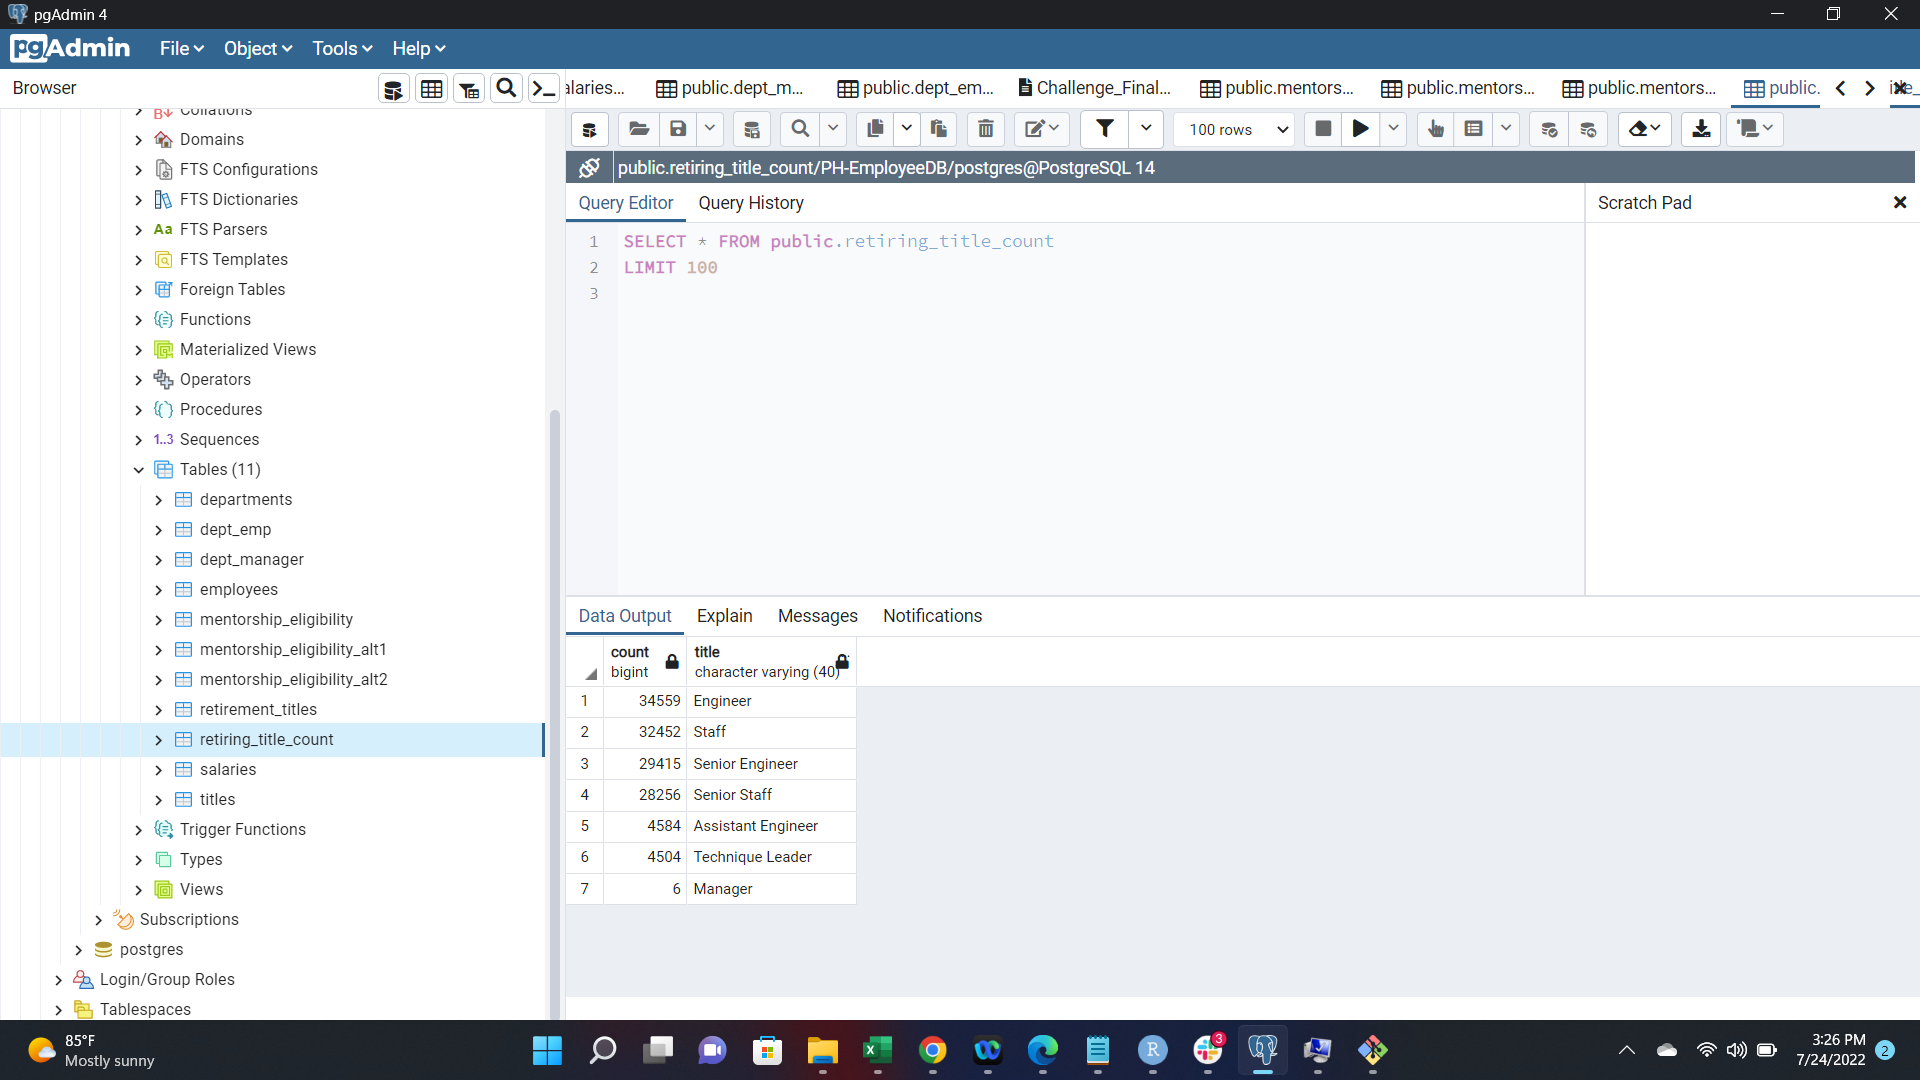 pgAdmin 4
pgAdmin File Object Tools Help
Browser
alaries... public.dept_m... public.dept_em... Challenge_Final... public.mentors... public.mentors... public.mentors... public.
Collations
Domains
FTS Configurations
FTS Dictionaries
Aa FTS Parsers
FTS Templates
Foreign Tables
Functions
Materialized Views
Operators
Procedures
1..3 Sequences
Tables (11)
departments
dept_emp
dept_manager
employees
mentorship_eligibility
mentorship_eligibility_alt1
mentorship_eligibility_alt2
retirement_titles
retiring_title_count
salaries
titles
Trigger Functions
Types
Views
Subscriptions
postgres
Login/Group Roles
Tablespaces
100 rows
public.retiring_title_count/PH-EmployeeDB/postgres@PostgreSQL 14
Query Editor Query History
Scratch Pad
1 SELECT * FROM public.retiring_title_count
2 LIMIT 100
3
Data Output Explain Messages Notifications
count title
bigint character varying (40)
1 34559 Engineer
2 32452 Staff
3 29415 Senior Engineer
4 28256 Senior Staff
5 4584 Assistant Engineer
6 4504 Technique Leader
7 6 Manager
85°F
Mostly sunny
3
3:26 PM
7/24/2022
2